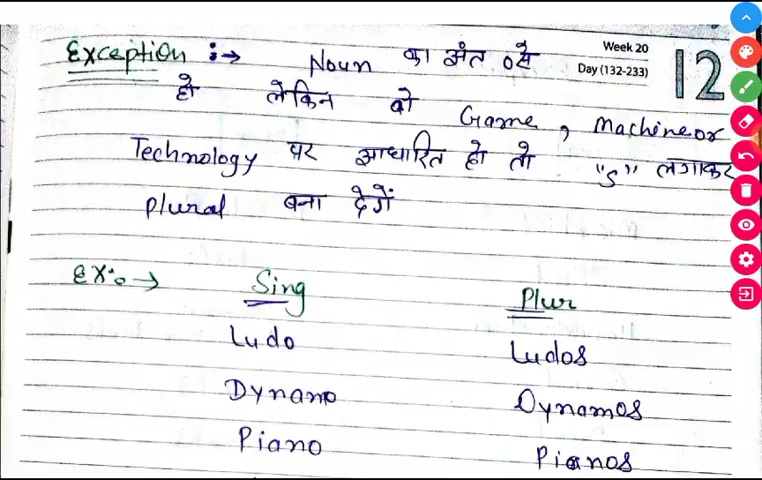 Exception :→ Noun का अंत o से
Week 20
Day (132-233)
12
हो लेकिन वो Game, Machine or
Technology पर आधारित हो तो "S" लगाकर
Plural बना देगें
EX:→ Sing Plur
Ludo Ludos
Dynamo Dynamos
Piano Pianos